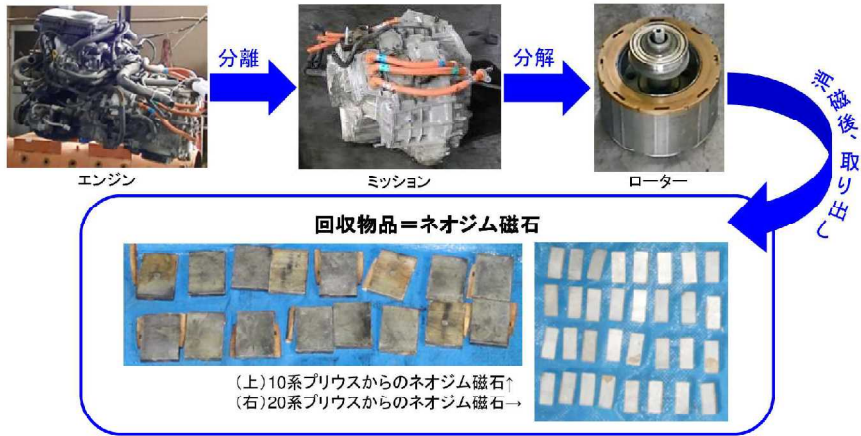 分離
分解
消磁後、取り出し
エンジン
ミッション
ローター
回収物品＝ネオジム磁石
（上）10系プリウスからのネオジム磁石↑
（右）20系プリウスからのネオジム磁石→